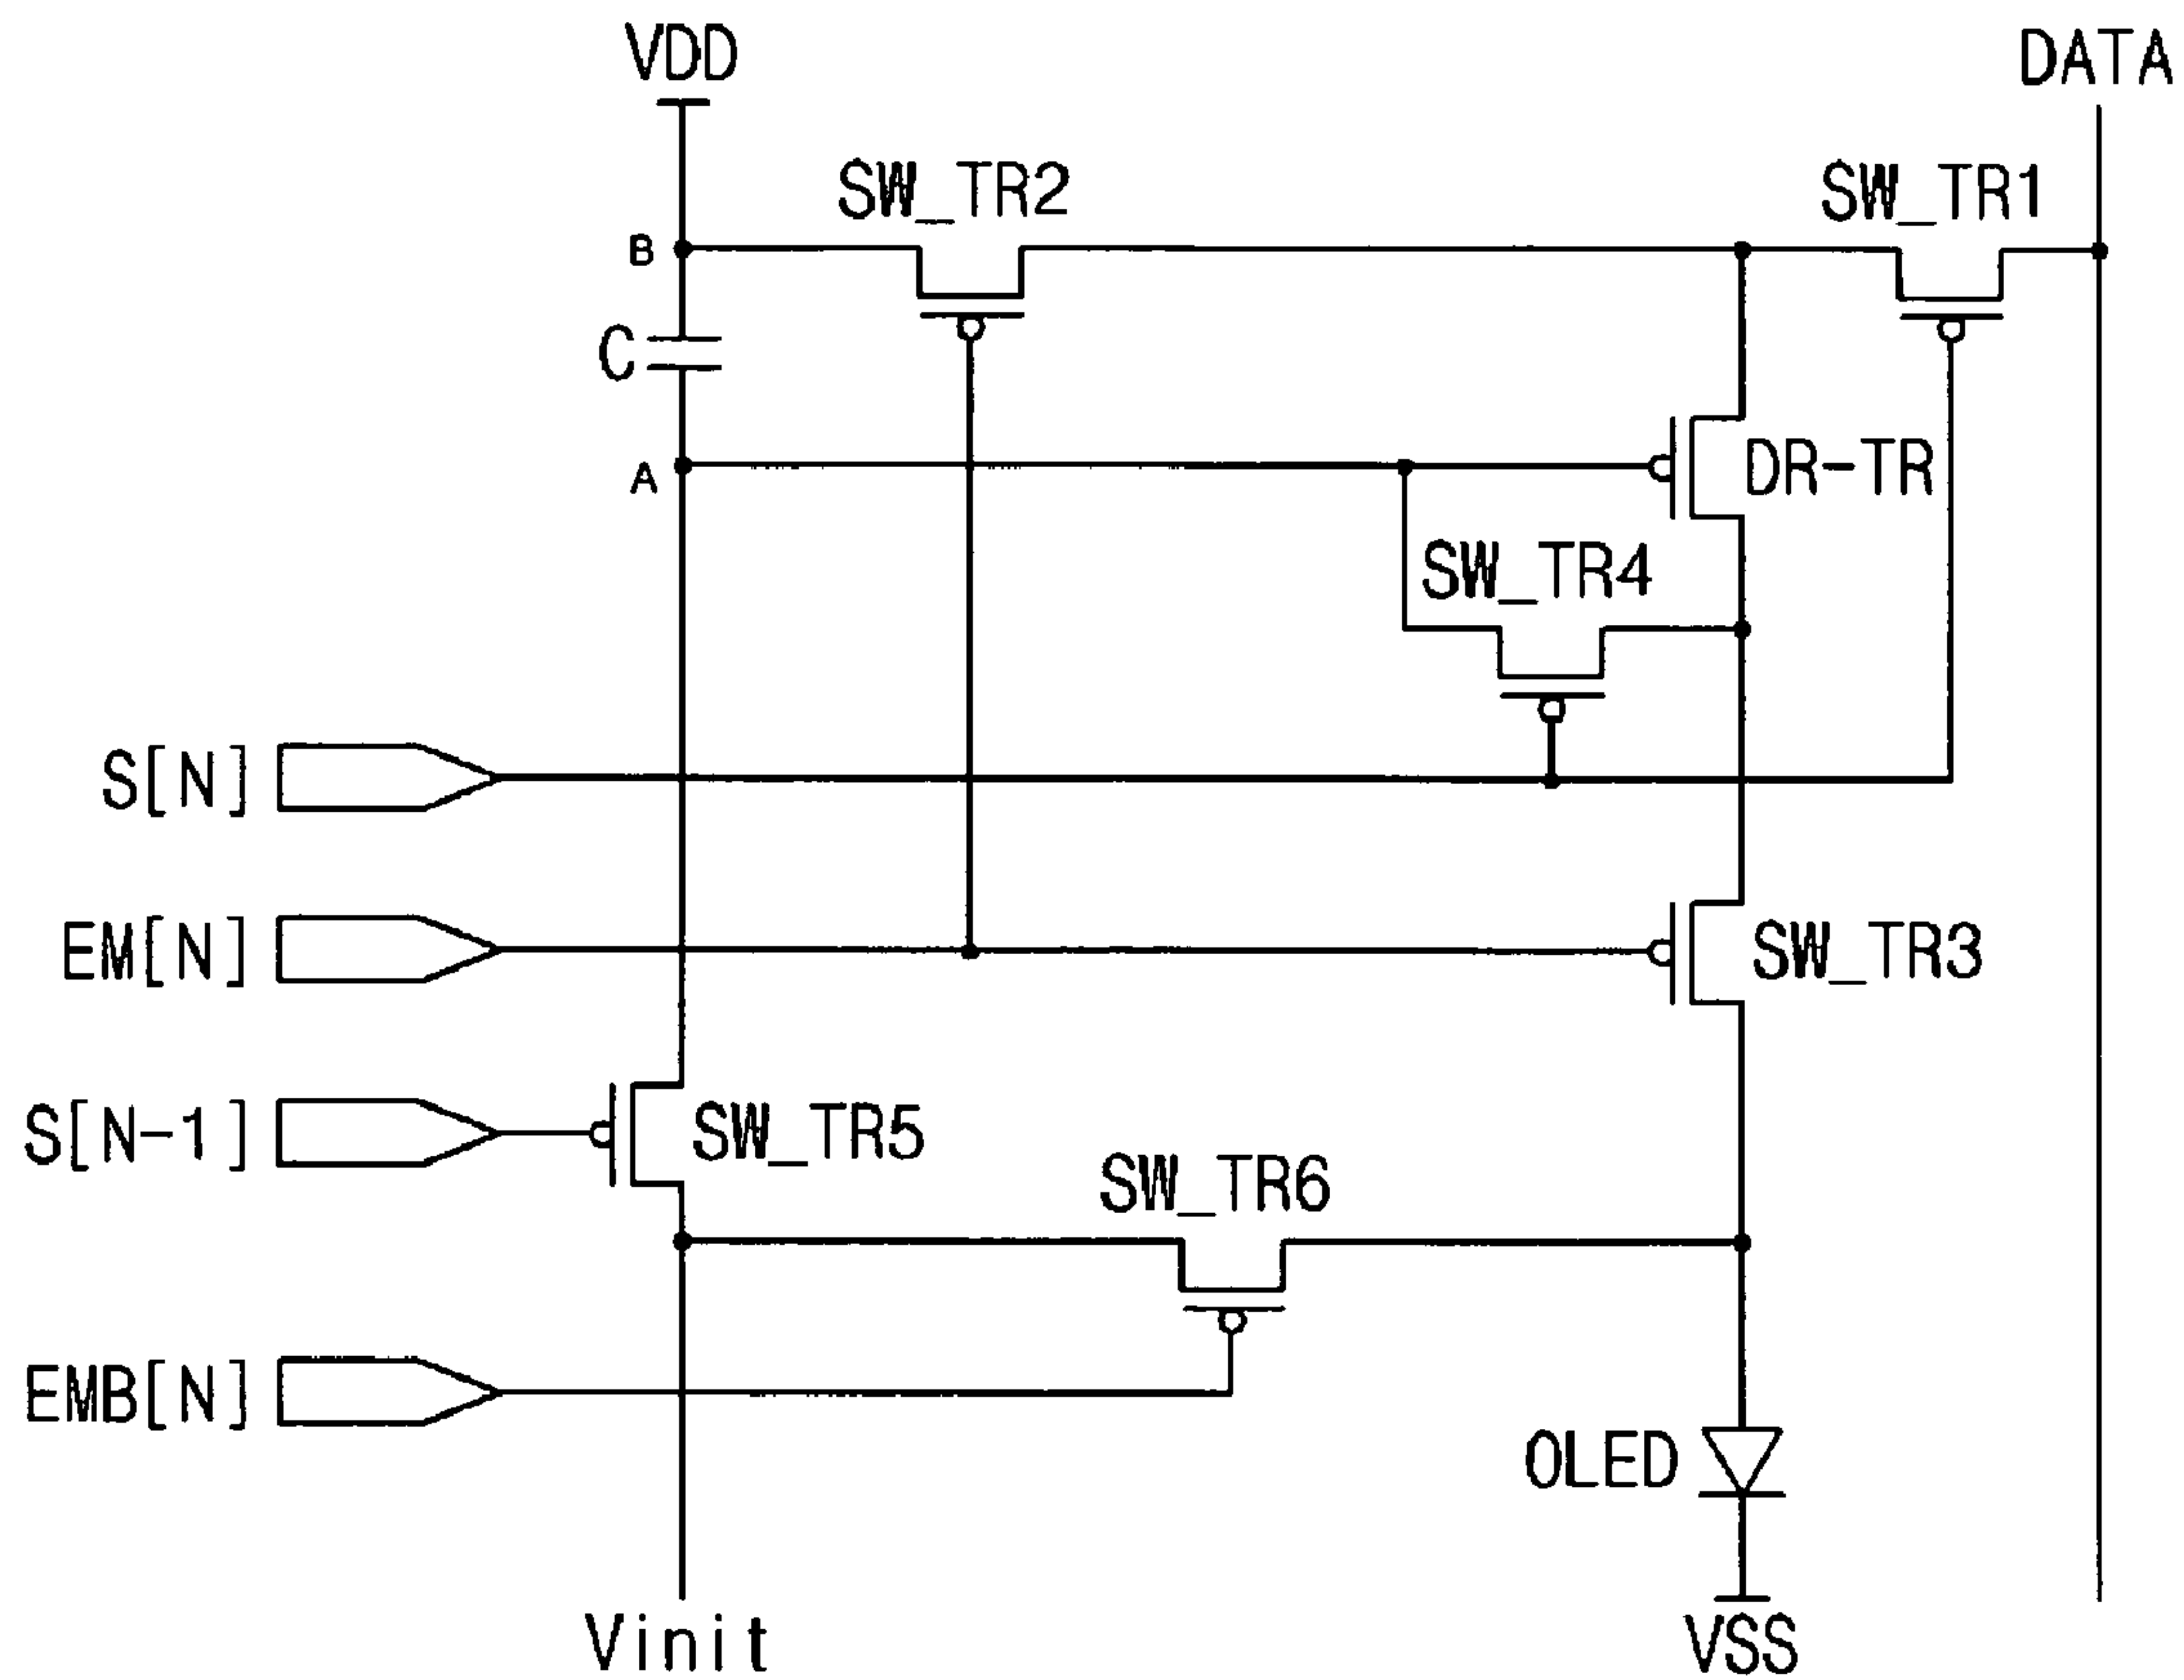 VDD
DATA
SW_TR2
SW_TR1
B
C
A
DR-TR
SW_TR4
S[N]
EM[N]
SW_TR3
S[N-1]
SW_TR5
SW_TR6
EMB[N]
OLED
Vinit
VSS